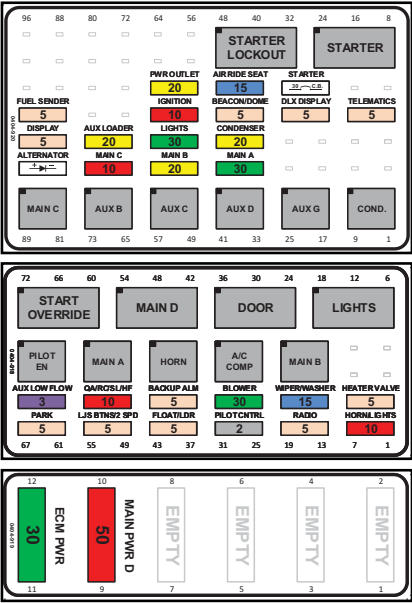 96 88 80 72 64 56 48 40 32 24 16 8
STARTER
LOCKOUT
STARTER
PWR OUTLET AIR RIDE SEAT STARTER
20 15 30 C.B.
FUEL SENDER IGNITION BEACON/DOME DLX DISPLAY TELEMATICS
5 10 5 5 5
DISPLAY AUX LOADER LIGHTS CONDENSER
5 20 30 20
ALTERNATOR MAIN C MAIN B MAIN A
+ - 10 20 30
MAIN C AUX B AUX C AUX D AUX G COND.
89 81 73 65 57 49 41 33 25 17 9 1
72 66 60 54 48 42 36 30 24 18 12 6
START
OVERRIDE
MAIN D DOOR LIGHTS
PILOT
EN
MAIN A HORN
A/C
COMP
MAIN B
AUX LOW FLOW QA/RC/SL/HF BACKUP ALM BLOWER WIPER/WASHER HEATER VALVE
3 10 5 30 15 5
PARK LJS BTNS/2 SPD FLOAT/LDR PILOT CNTRL RADIO HORN/LIGHTS
5 5 5 2 5 10
67 61 55 49 43 37 31 25 19 13 7 1
12 10 8 6 4 2
30
ECM PWR
50
MAIN PWR D
EMPTY
EMPTY
EMPTY
EMPTY
11 9 7 5 3 1